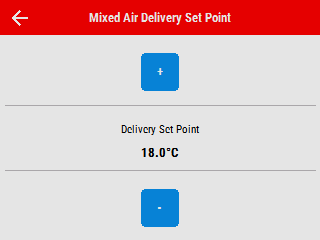 Mixed Air Delivery Set Point
+
Delivery Set Point
18.0°C
-